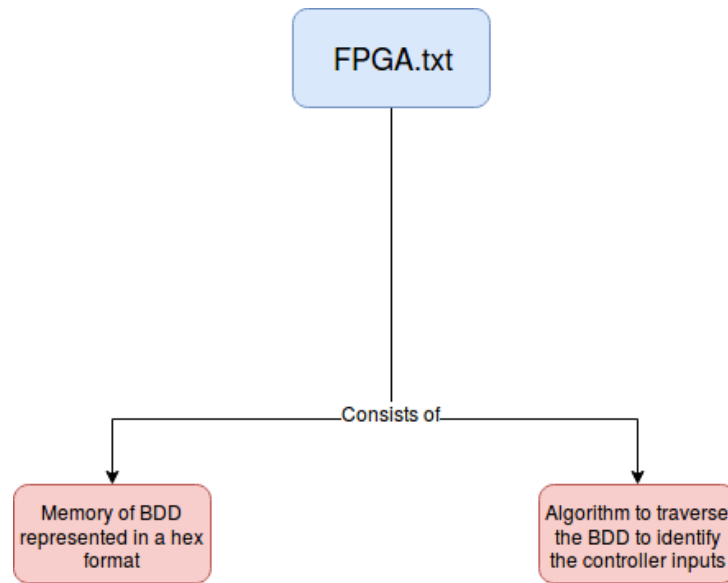 FPGA.txt
Consists of
Memory of BDD
represented in a hex
format
Algorithm to traverse
the BDD to identify
the controller inputs